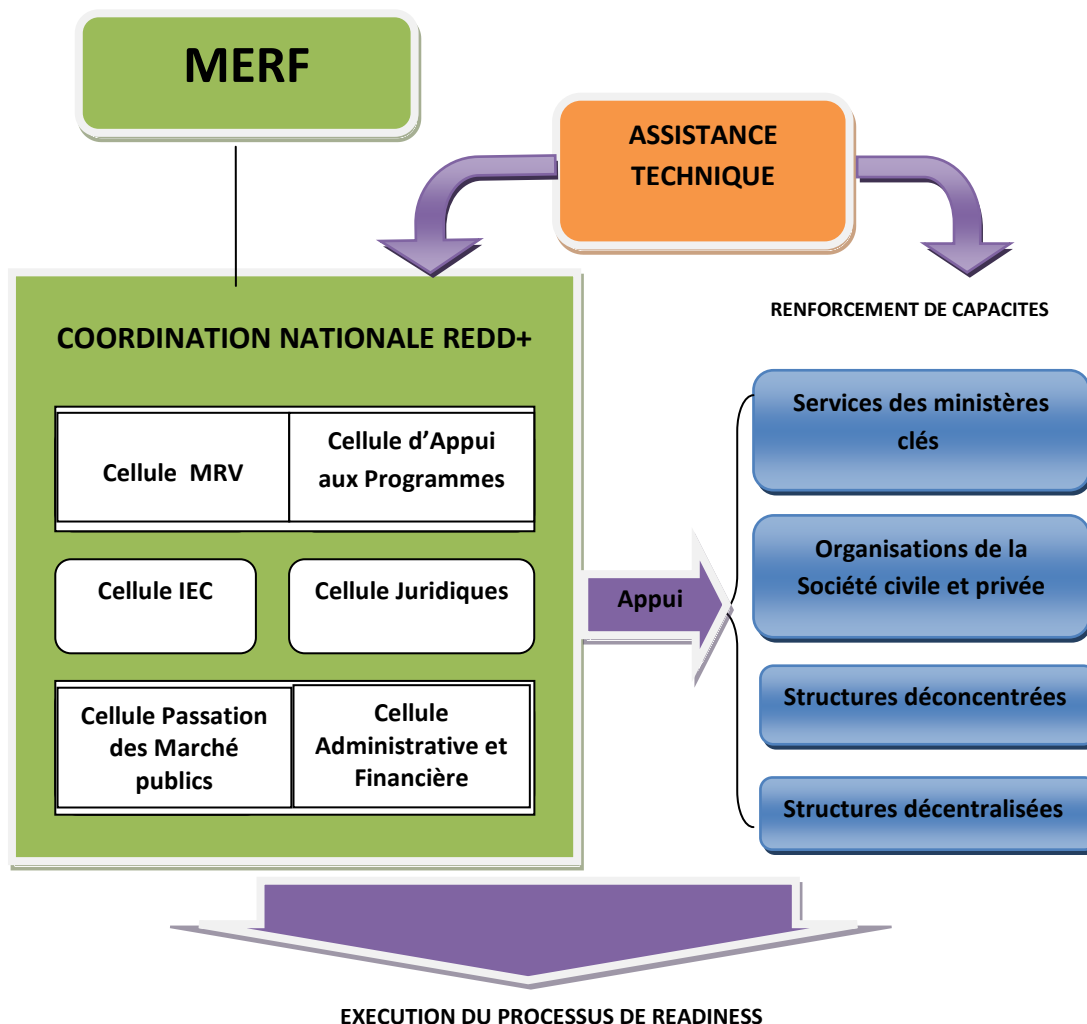 MERF
ASSISTANCE
TECHNIQUE
RENFORCEMENT DE CAPACITES
COORDINATION NATIONALE REDD+
Cellule MRV
Cellule d’Appui
aux Programmes
Cellule IEC
Cellule Juridiques
Cellule Passation
des Marché
publics
Cellule
Administrative et
Financière
Appui
Services des ministères
clés
Organisations de la
Société civile et privée
Structures déconcentrées
Structures décentralisées
EXECUTION DU PROCESSUS DE READINESS